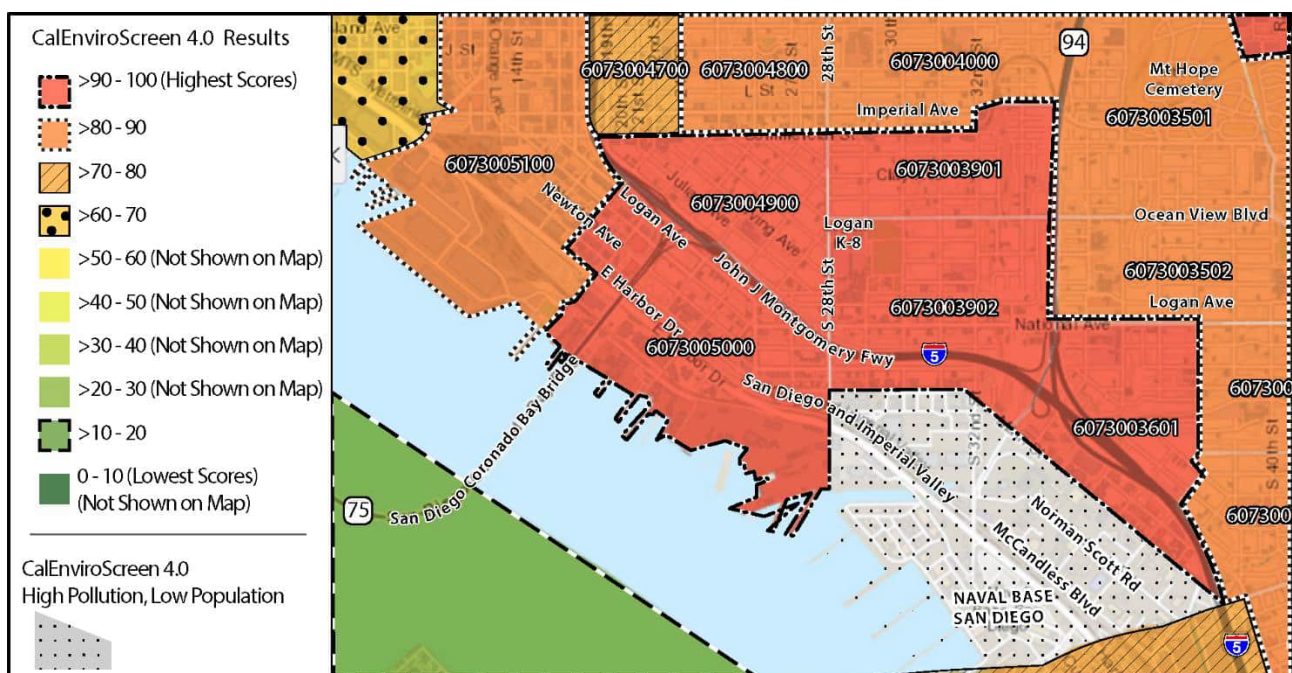 CalEnviroScreen 4.0 Results
>90 - 100 (Highest Scores)
>80 - 90
>70 - 80
>60 - 70
>50 - 60 (Not Shown on Map)
>40 - 50 (Not Shown on Map)
>30 - 40 (Not Shown on Map)
>20 - 30 (Not Shown on Map)
>10 - 20
0 - 10 (Lowest Scores)
(Not Shown on Map)
CalEnviroScreen 4.0
High Pollution, Low Population
J St
14th St
6073004700
6073004800
L St
28th St
6073004000
94
Mt Hope
Cemetery
6073003501
Imperial Ave
6073005100
6073003901
6073004900
Newton Ave
Logan Ave
Logan
K-8
Ocean View Blvd
6073003502
E Harbor Dr
John J Montgomery Fwy
S 28th St
6073003902
Logan Ave
National Ave
6073005000
5
San Diego Coronado Bay Bridge
San Diego and Imperial Valley
S 32nd
6073003601
S 40th St
75
Norman Scott Rd
McCandless Blvd
NAVAL BASE
SAN DIEGO
5